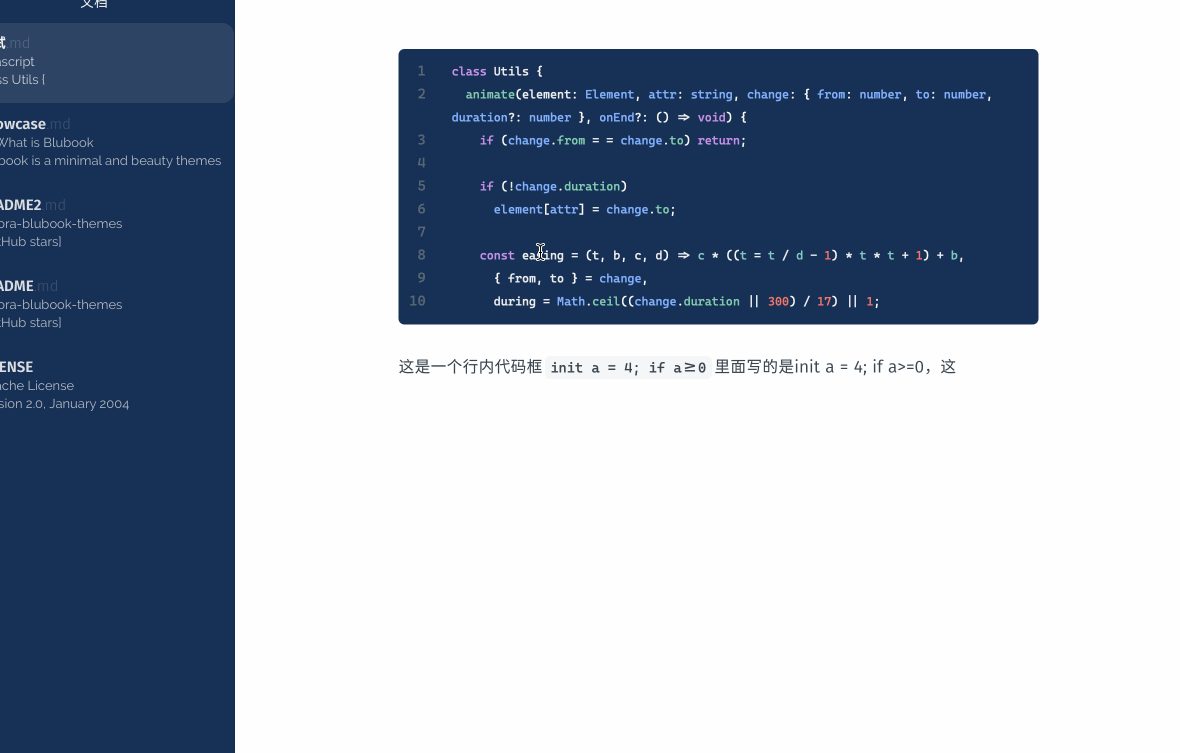 文档
试.md
script
ss Utils {
owcase.md
What is Blubook
book is a minimal and beauty themes
ADME2.md
ora-blubook-themes
tHub stars]
ADME.md
ora-blubook-themes
tHub stars]
ENSE
ache License
sion 2.0, January 2004
1 class Utils {
2 animate(element: Element, attr: string, change: { from: number, to: number,
duration?: number }, onEnd?: () => void) {
3 if (change.from = = change.to) return;
4
5 if (!change.duration)
6 element[attr] = change.to;
7
8 const easing = (t, b, c, d) => c * ((t = t / d - 1) * t * t + 1) + b,
9 { from, to } = change,
10 during = Math.ceil((change.duration || 300) / 17) || 1;
这是一个行内代码框 init a = 4; if a≥0 里面写的是init a = 4; if a>=0，这